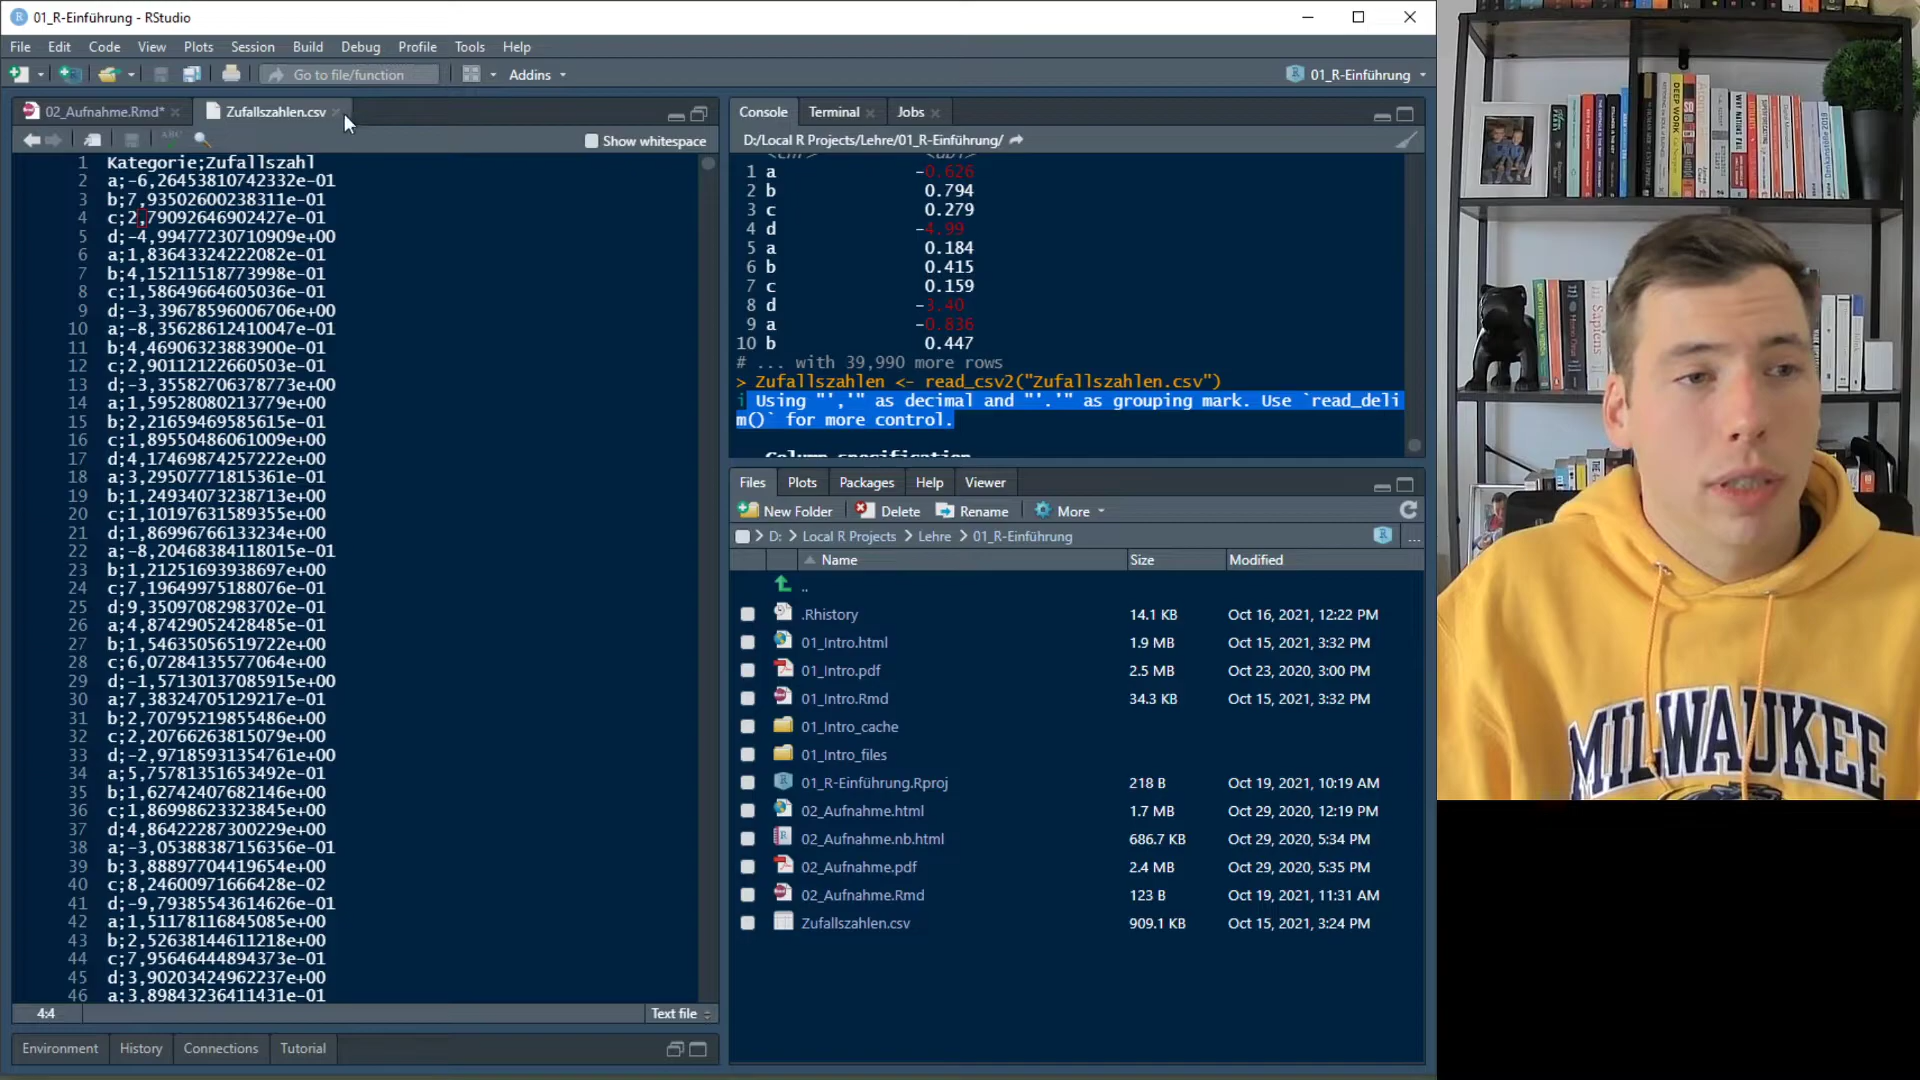 01_R-Einführung - RStudio
File Edit Code View Plots Session Build Debug Profile Tools Help
Go to file/function Addins 01_R-Einführung
02_Aufnahme.Rmd* Zufallszahlen.csv
Show whitespace
1 Kategorie;Zufallszahl
2 a;-6,26453810742332e-01
3 b;7,93502600238311e-01
4 c;2,79092646902427e-01
5 d;-4,99477230710909e+00
6 a;1,83643324222082e-01
7 b;4,15211518773998e-01
8 c;1,58649664605036e-01
9 d;-3,39678596006706e+00
10 a;-8,35628612410047e-01
11 b;4,46906323883900e-01
12 c;2,90112122660503e-01
13 d;-3,35582706378773e+00
14 a;1,59528080213779e+00
15 b;2,21659469585615e-01
16 c;1,89550486061009e+00
17 d;4,17469874257222e+00
18 a;3,29507771815361e-01
19 b;1,24934073238713e+00
20 c;1,10197631589355e+00
21 d;1,86996766133234e+00
22 a;-8,20468384118015e-01
23 b;1,21251693938697e+00
24 c;7,19649975188076e-01
25 d;9,35097082983702e-01
26 a;4,87429052428485e-01
27 b;1,54635056519722e+00
28 c;6,07284135577064e+00
29 d;-1,57130137085915e+00
30 a;7,38324705129217e-01
31 b;2,70795219855486e+00
32 c;2,20766263815079e+00
33 d;-2,97185931354761e+00
34 a;5,75781351653492e-01
35 b;1,62742407682146e+00
36 c;1,86998623323845e+00
37 d;4,86422287300229e+00
38 a;-3,05388387156356e-01
39 b;3,88897704419654e+00
40 c;8,24600971666428e-02
41 d;-9,79385543614626e-01
42 a;1,51178116845085e+00
43 b;2,52638144611218e+00
44 c;7,95646444894373e-01
45 d;3,90203424962237e+00
46 a;3,89843236411431e-01
4:4 Text file
Environment History Connections Tutorial
Console Terminal Jobs
D:/Local R Projects/Lehre/01_R-Einführung/
1 a -0.626
2 b 0.794
3 c 0.279
4 d -4.99
5 a 0.184
6 b 0.415
7 c 0.159
8 d -3.40
9 a -0.836
10 b 0.447
# ... with 39,990 more rows
> Zufallszahlen <- read_csv2("Zufallszahlen.csv")
i Using "','" as decimal and "'.'" as grouping mark. Use `read_deli
m()` for more control.
Column specification
Files Plots Packages Help Viewer
New Folder Delete Rename More
D: Local R Projects Lehre 01_R-Einführung ...
Name Size Modified
..
.Rhistory 14.1 KB Oct 16, 2021, 12:22 PM
01_Intro.html 1.9 MB Oct 15, 2021, 3:32 PM
01_Intro.pdf 2.5 MB Oct 23, 2020, 3:00 PM
01_Intro.Rmd 34.3 KB Oct 15, 2021, 3:32 PM
01_Intro_cache
01_Intro_files
01_R-Einführung.Rproj 218 B Oct 19, 2021, 10:19 AM
02_Aufnahme.html 1.7 MB Oct 29, 2020, 12:19 PM
02_Aufnahme.nb.html 686.7 KB Oct 29, 2020, 5:34 PM
02_Aufnahme.pdf 2.4 MB Oct 29, 2020, 5:35 PM
02_Aufnahme.Rmd 123 B Oct 19, 2021, 11:31 AM
Zufallszahlen.csv 909.1 KB Oct 15, 2021, 3:24 PM
DEEP WORK
Sapiens
MILWAUKEE